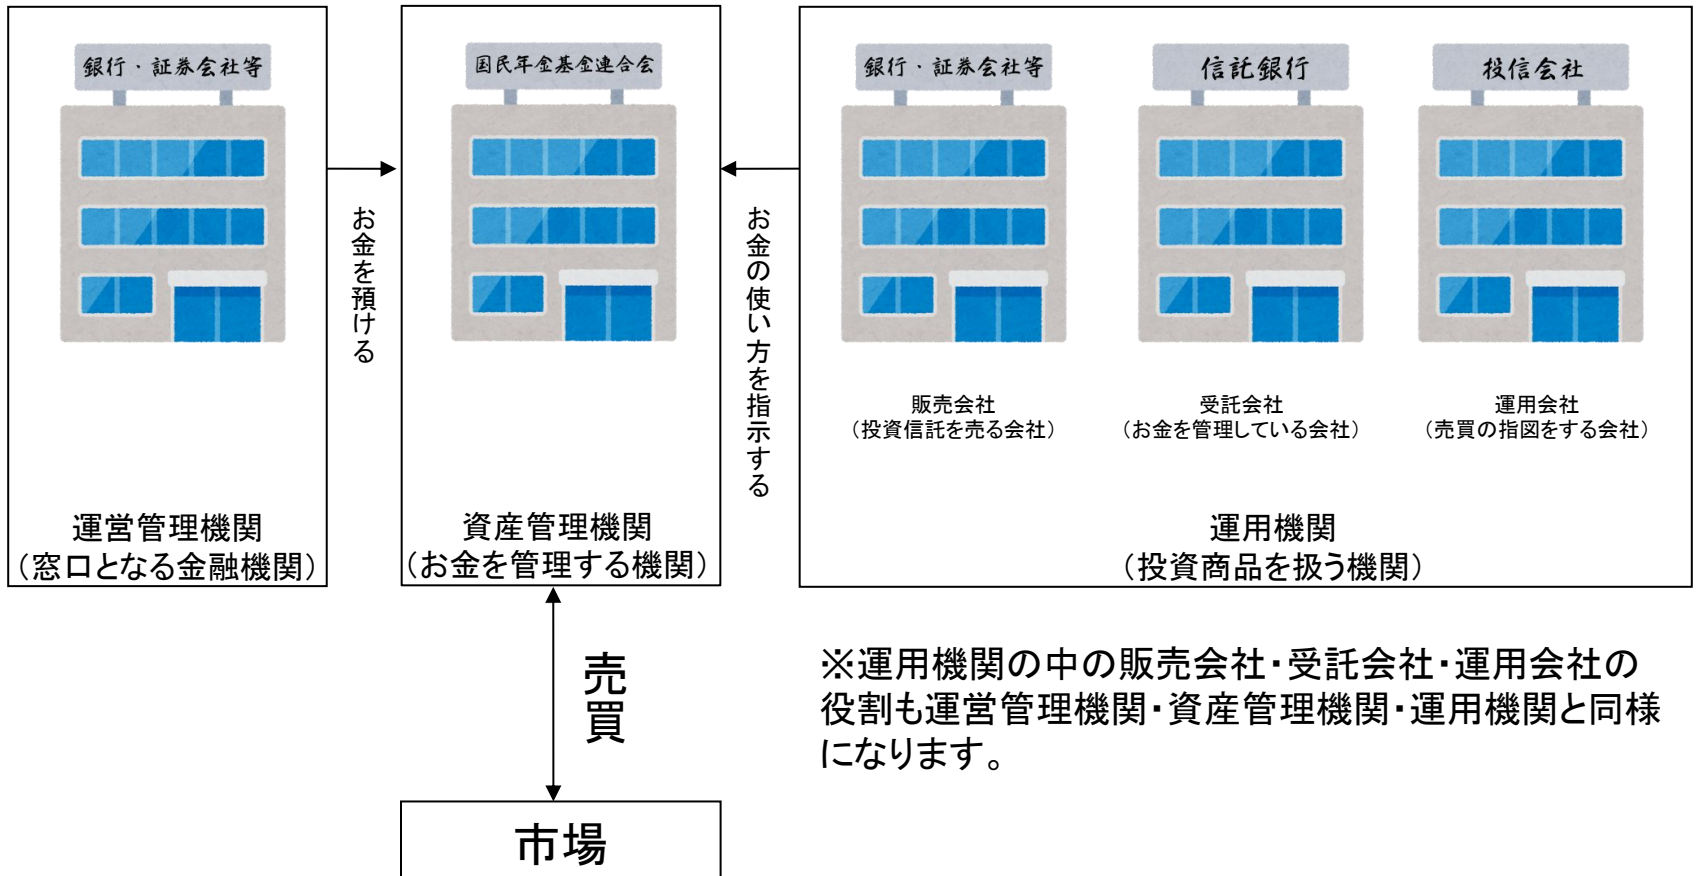 銀行・証券会社等
国民年金基金連合会
銀行・証券会社等
信託銀行
投信会社
お金を預ける
お金の使い方を指示する
販売会社
（投資信託を売る会社）
受託会社
（お金を管理している会社）
運用会社
（売買の指図をする会社）
運営管理機関
（窓口となる金融機関）
資産管理機関
（お金を管理する機関）
運用機関
（投資商品を扱う機関）
売買
※運用機関の中の販売会社・受託会社・運用会社の
役割も運営管理機関・資産管理機関・運用機関と同様
になります。
市場